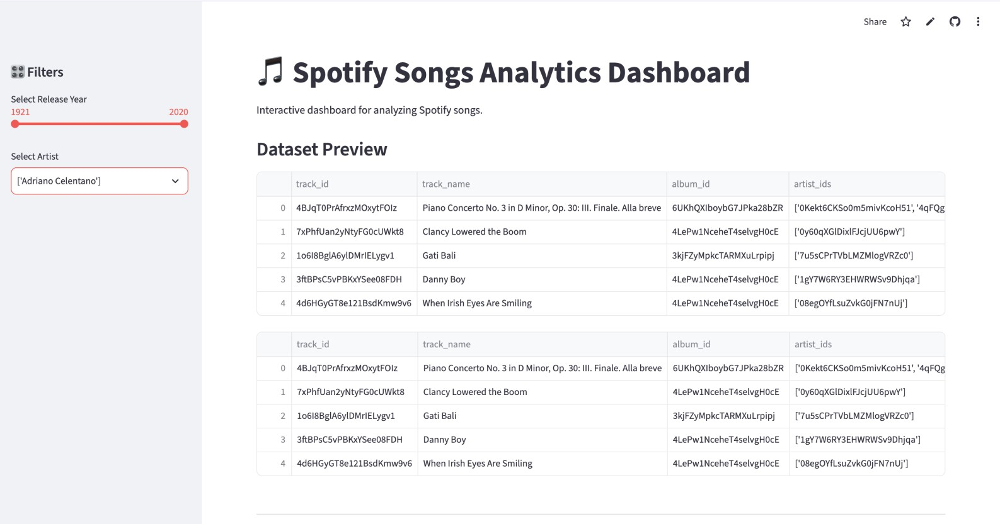 Share
Filters
Select Release Year
1921 2020
Select Artist
['Adriano Celentano']
Spotify Songs Analytics Dashboard
Interactive dashboard for analyzing Spotify songs.
Dataset Preview
track_id track_name album_id artist_ids
0 4BJqT0PrAfrxzMOxytFOIz Piano Concerto No. 3 in D Minor, Op. 30: III. Finale. Alla breve 6UKhQXIboybG7JPka28bZR ['0Kekt6CKSo0m5mivKcoH51', '4qFQg
1 7xPhfUan2yNtyFG0cUWkt8 Clancy Lowered the Boom 4LePw1NceheT4selvgH0cE ['0y60qXGlDixlFJcjUU6pwY']
2 1o6I8BglA6ylDMrIELygv1 Gati Bali 3kjFZyMpkcTARMXuLrpipj ['7u5sCPrTVbLMZMlogVRZc0']
3 3ftBPsC5vPBKxYSee08FDH Danny Boy 4LePw1NceheT4selvgH0cE ['1gY7W6RY3EHWRWSv9Dhjqa']
4 4d6HGyGT8e121BsdKmw9v6 When Irish Eyes Are Smiling 4LePw1NceheT4selvgH0cE ['08egOYfLsuZvkG0jFN7nUj']
track_id track_name album_id artist_ids
0 4BJqT0PrAfrxzMOxytFOIz Piano Concerto No. 3 in D Minor, Op. 30: III. Finale. Alla breve 6UKhQXIboybG7JPka28bZR ['0Kekt6CKSo0m5mivKcoH51', '4qFQg
1 7xPhfUan2yNtyFG0cUWkt8 Clancy Lowered the Boom 4LePw1NceheT4selvgH0cE ['0y60qXGlDixlFJcjUU6pwY']
2 1o6I8BglA6ylDMrIELygv1 Gati Bali 3kjFZyMpkcTARMXuLrpipj ['7u5sCPrTVbLMZMlogVRZc0']
3 3ftBPsC5vPBKxYSee08FDH Danny Boy 4LePw1NceheT4selvgH0cE ['1gY7W6RY3EHWRWSv9Dhjqa']
4 4d6HGyGT8e121BsdKmw9v6 When Irish Eyes Are Smiling 4LePw1NceheT4selvgH0cE ['08egOYfLsuZvkG0jFN7nUj']